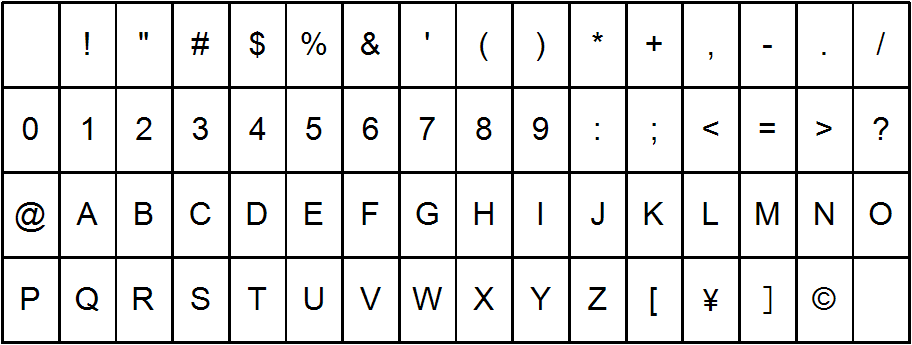 ! " # $ % & ' ( ) * + , - . /
0 1 2 3 4 5 6 7 8 9 : ; < = > ?
@ A B C D E F G H I J K L M N O
P Q R S T U V W X Y Z [ ¥ ] ©